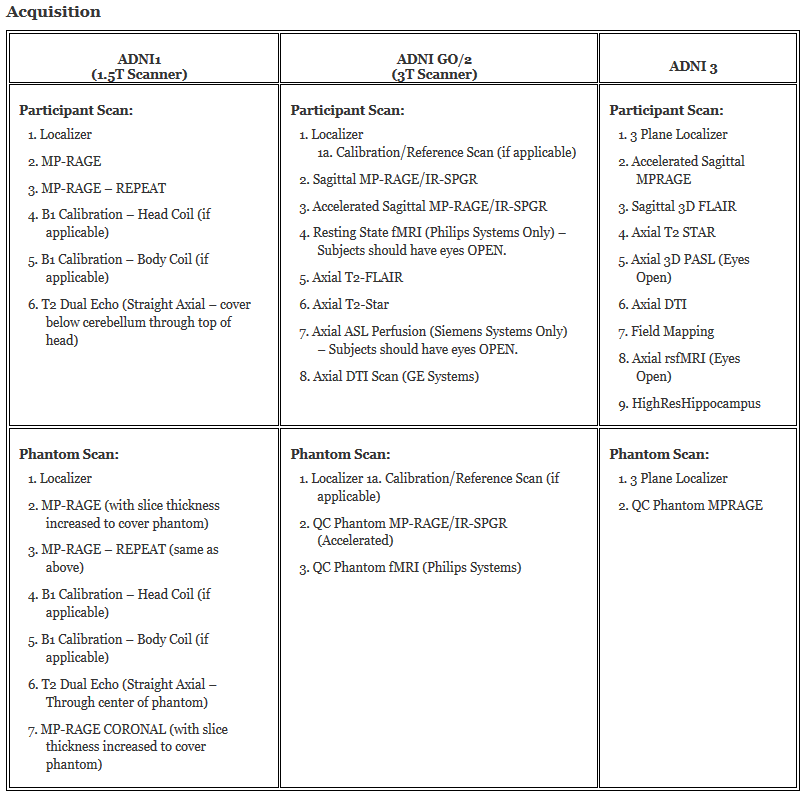 Acquisition
ADNI1
(1.5T Scanner)
ADNI GO/2
(3T Scanner)
ADNI 3
Participant Scan:
1. Localizer
2. MP-RAGE
3. MP-RAGE – REPEAT
4. B1 Calibration – Head Coil (if
applicable)
5. B1 Calibration – Body Coil (if
applicable)
6. T2 Dual Echo (Straight Axial – cover
below cerebellum through top of
head)
Participant Scan:
1. Localizer
1a. Calibration/Reference Scan (if applicable)
2. Sagittal MP-RAGE/IR-SPGR
3. Accelerated Sagittal MP-RAGE/IR-SPGR
4. Resting State fMRI (Philips Systems Only) –
Subjects should have eyes OPEN.
5. Axial T2-FLAIR
6. Axial T2-Star
7. Axial ASL Perfusion (Siemens Systems Only)
– Subjects should have eyes OPEN.
8. Axial DTI Scan (GE Systems)
Participant Scan:
1. 3 Plane Localizer
2. Accelerated Sagittal
MPRAGE
3. Sagittal 3D FLAIR
4. Axial T2 STAR
5. Axial 3D PASL (Eyes
Open)
6. Axial DTI
7. Field Mapping
8. Axial rsfMRI (Eyes
Open)
9. HighResHippocampus
Phantom Scan:
1. Localizer
2. MP-RAGE (with slice thickness
increased to cover phantom)
3. MP-RAGE – REPEAT (same as
above)
4. B1 Calibration – Head Coil (if
applicable)
5. B1 Calibration – Body Coil (if
applicable)
6. T2 Dual Echo (Straight Axial –
Through center of phantom)
7. MP-RAGE CORONAL (with slice
thickness increased to cover
phantom)
Phantom Scan:
1. Localizer 1a. Calibration/Reference Scan (if
applicable)
2. QC Phantom MP-RAGE/IR-SPGR
(Accelerated)
3. QC Phantom fMRI (Philips Systems)
Phantom Scan:
1. 3 Plane Localizer
2. QC Phantom MPRAGE